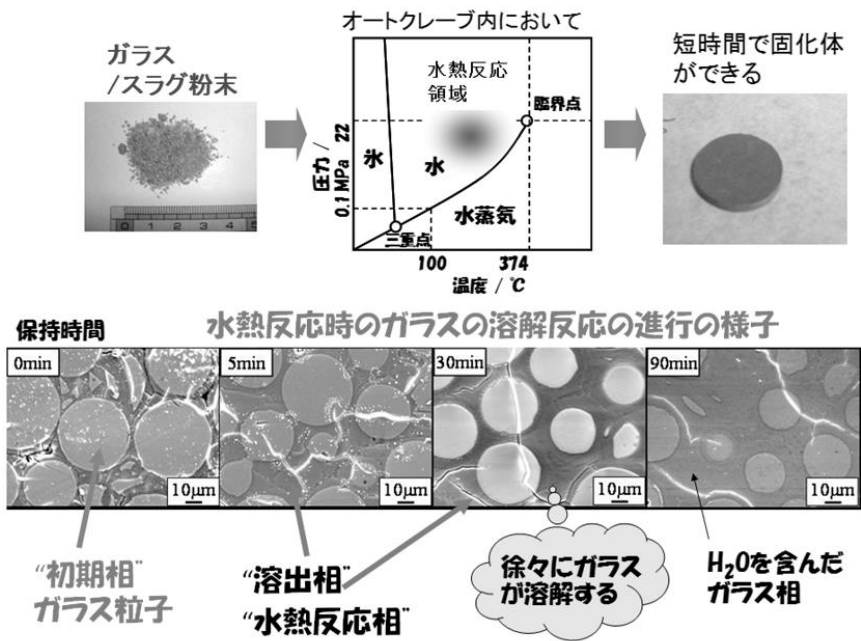 ガラス
/スラグ粉末
0 1 2 3 4 5
オートクレーブ内において
水熱反応
領域
臨界点
氷
水
水蒸気
三重点
圧力 / MPa
22
0.1
100
374
温度 / ℃
短時間で固化体
ができる
保持時間
水熱反応時のガラスの溶解反応の進行の様子
0min
5min
30min
90min
10μm
10μm
10μm
10μm
“初期相”
ガラス粒子
“溶出相”
“水熱反応相”
徐々にガラス
が溶解する
H₂Oを含んだ
ガラス相